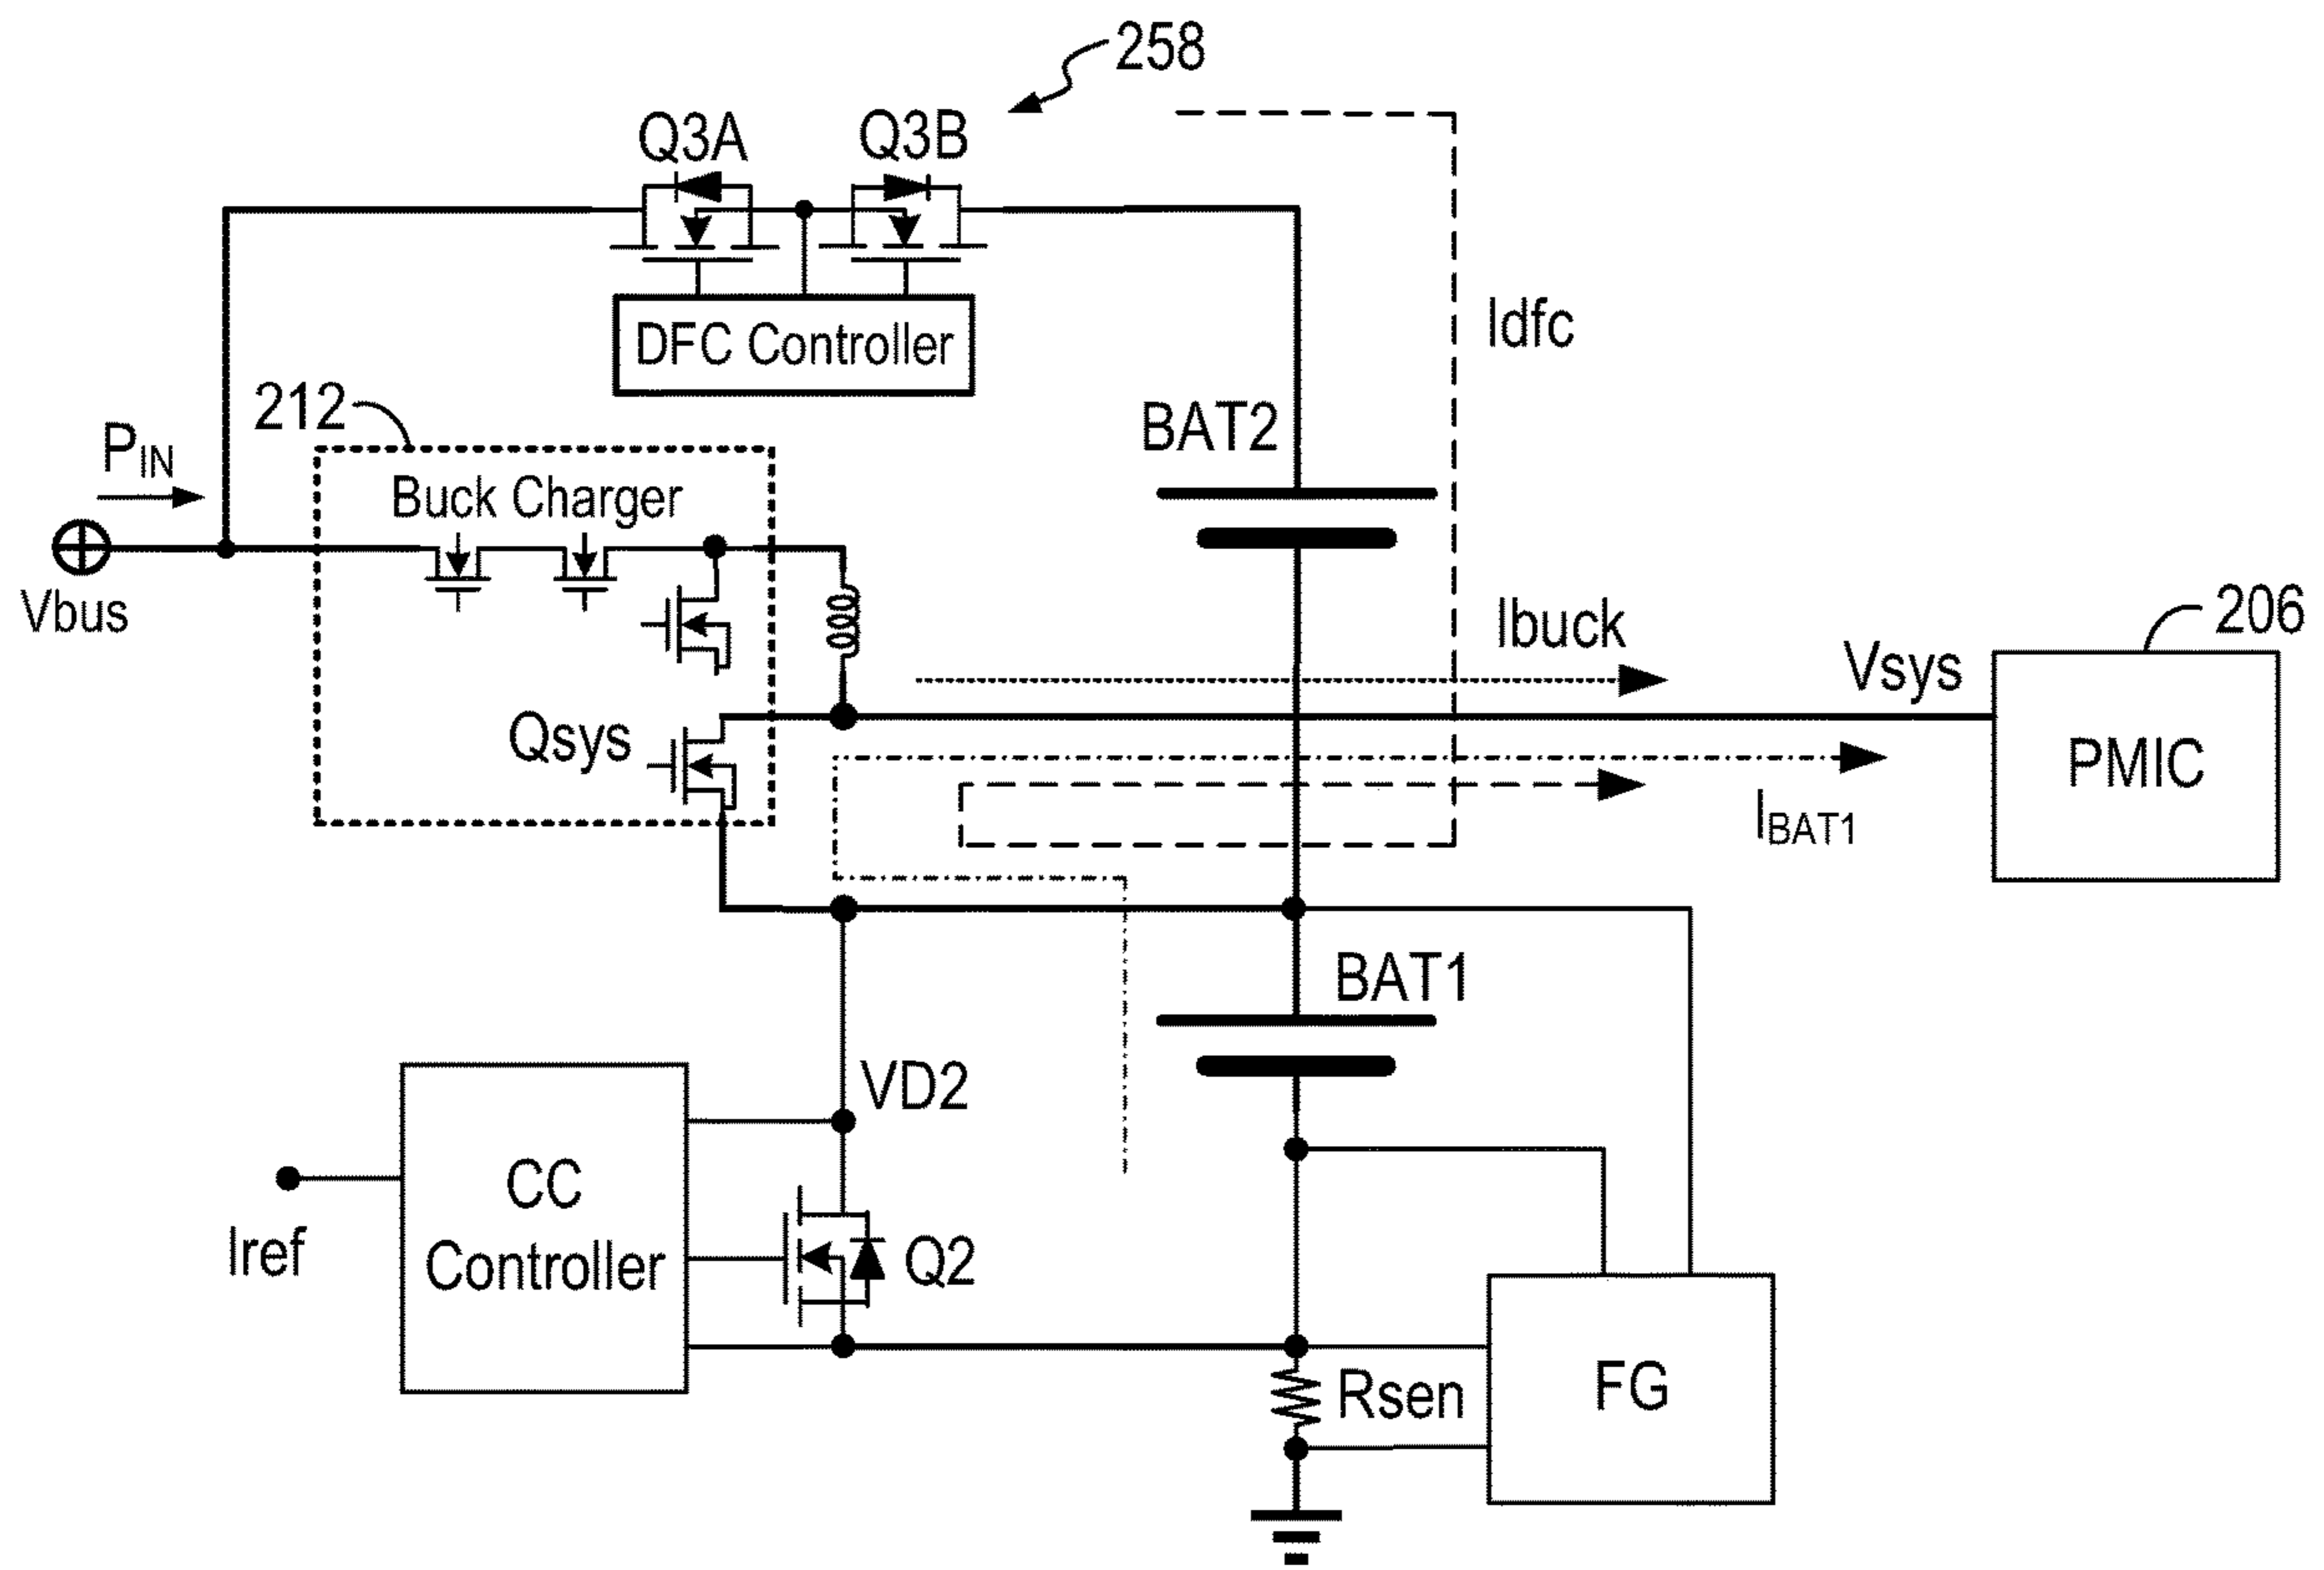 258
Q3A
Q3B
DFC Controller
Idfc
212
PIN
Buck Charger
BAT2
Vbus
Ibuck
206
Vsys
Qsys
PMIC
IBAT1
BAT1
VD2
CC
Controller
Iref
Q2
Rsen
FG